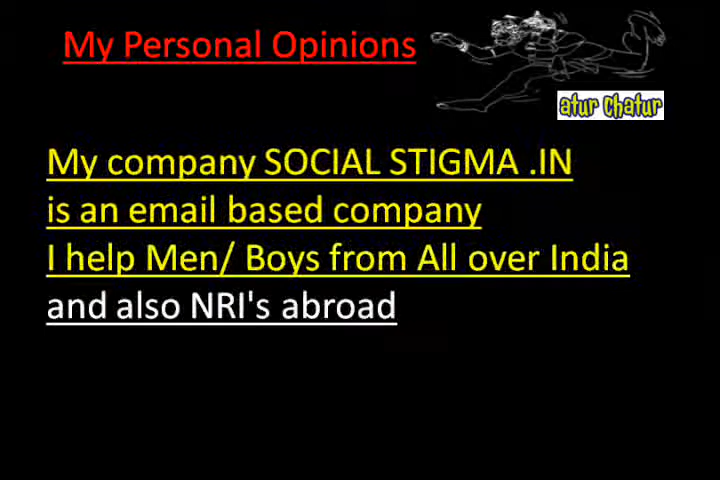 My Personal Opinions
atur chatur
My company SOCIAL STIGMA .IN
is an email based company
I help Men/ Boys from All over India
and also NRI's abroad